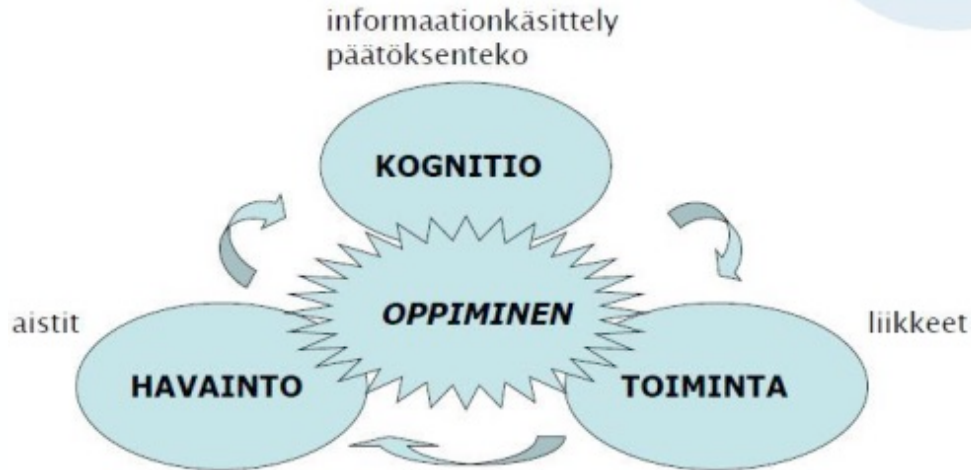 informaationkäsittely
päätöksenteko
KOGNITIO
OPPIMINEN
aistit
liikkeet
HAVAINTO
TOIMINTA